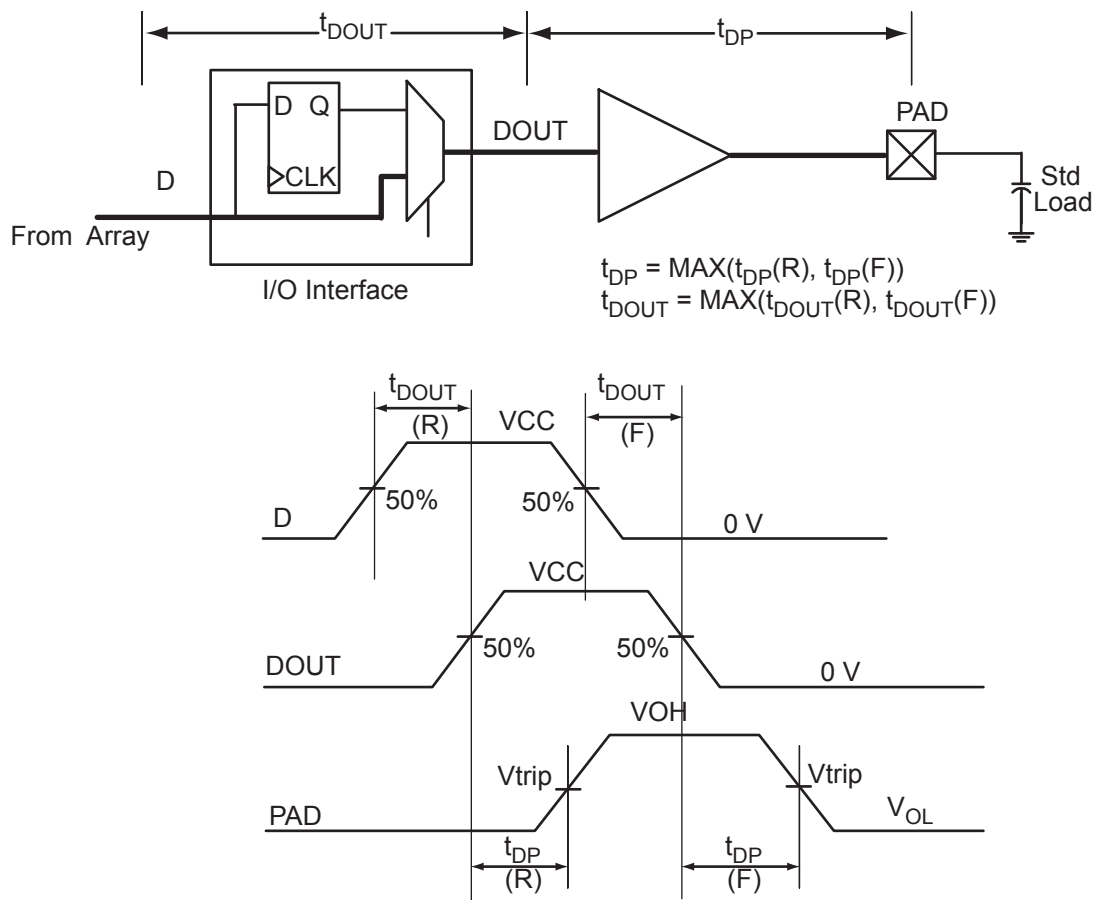 tDOUT
tDP
D Q
CLK
DOUT
PAD
D
From Array
Std
Load
I/O Interface
tDP = MAX(tDP(R), tDP(F))
tDOUT = MAX(tDOUT(R), tDOUT(F))
tDOUT
(R)
VCC
tDOUT
(F)
50%
50%
D
0 V
VCC
50%
50%
DOUT
0 V
VOH
Vtrip
Vtrip
PAD
VOL
tDP
(R)
tDP
(F)